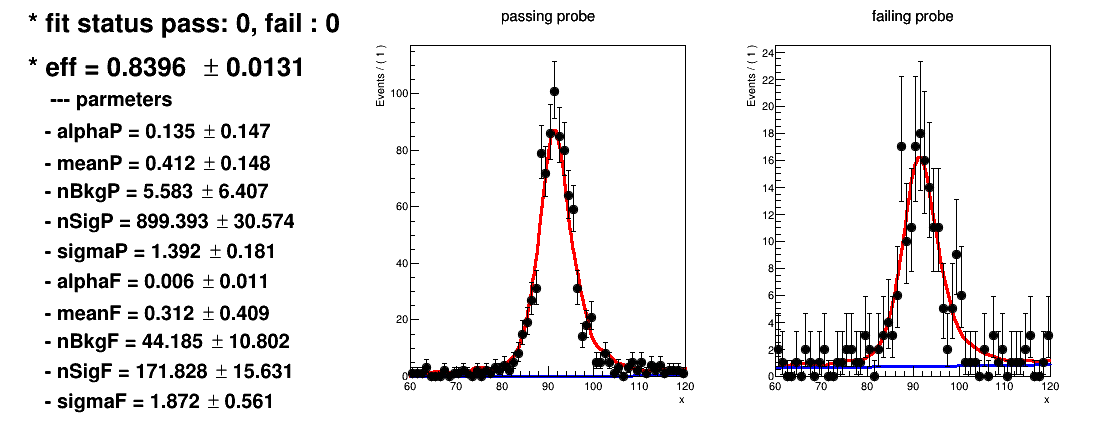 * fit status pass: 0, fail : 0
* eff = 0.8396 ± 0.0131
--- parmeters
- alphaP = 0.135 ± 0.147
- meanP = 0.412 ± 0.148
- nBkgP = 5.583 ± 6.407
- nSigP = 899.393 ± 30.574
- sigmaP = 1.392 ± 0.181
- alphaF = 0.006 ± 0.011
- meanF = 0.312 ± 0.409
- nBkgF = 44.185 ± 10.802
- nSigF = 171.828 ± 15.631
- sigmaF = 1.872 ± 0.561
passing probe
Events / ( 1 )
100
80
60
40
20
0
60 70 80 90 100 110 120
x
failing probe
Events / ( 1 )
24
22
20
18
16
14
12
10
8
6
4
2
0
60 70 80 90 100 110 120
x